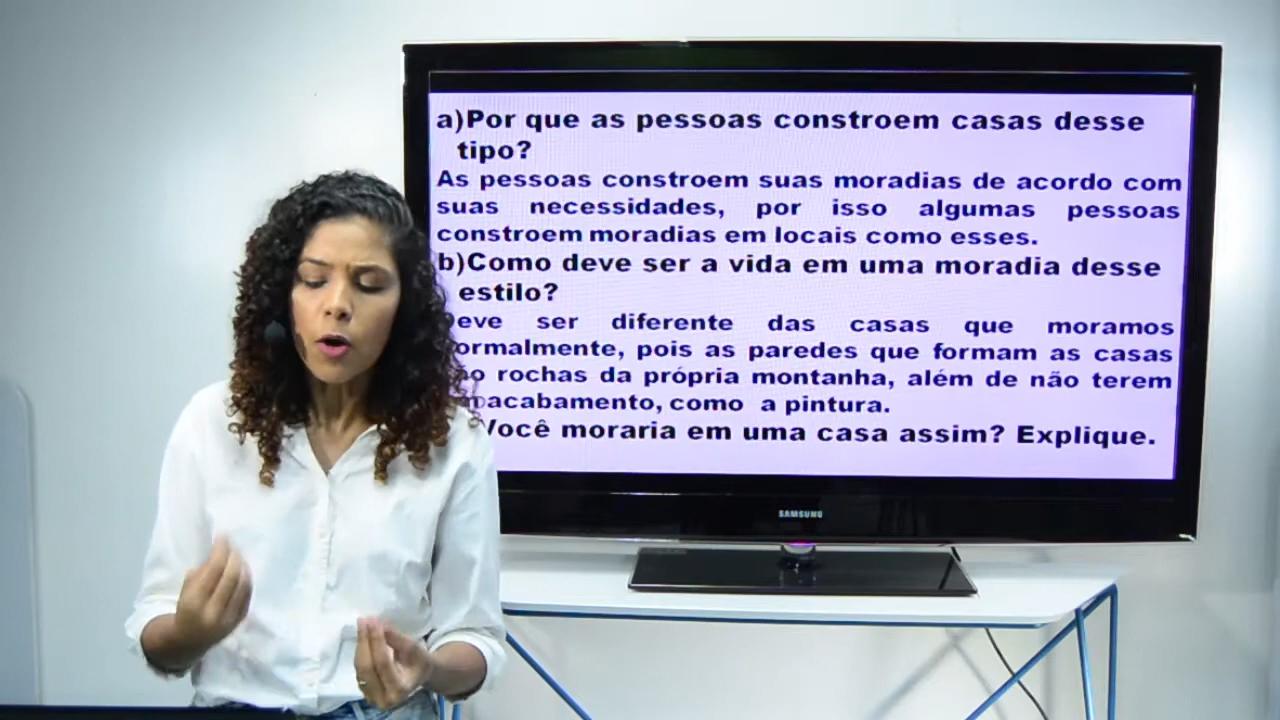 a)Por que as pessoas constroem casas desse
tipo?
As pessoas constroem suas moradias de acordo com
suas necessidades, por isso algumas pessoas
constroem moradias em locais como esses.
b)Como deve ser a vida em uma moradia desse
estilo?
eve ser diferente das casas que moramos
ormalmente, pois as paredes que formam as casas
o rochas da própria montanha, além de não terem
acabamento, como a pintura.
Você moraria em uma casa assim? Explique.
SAMSUNG